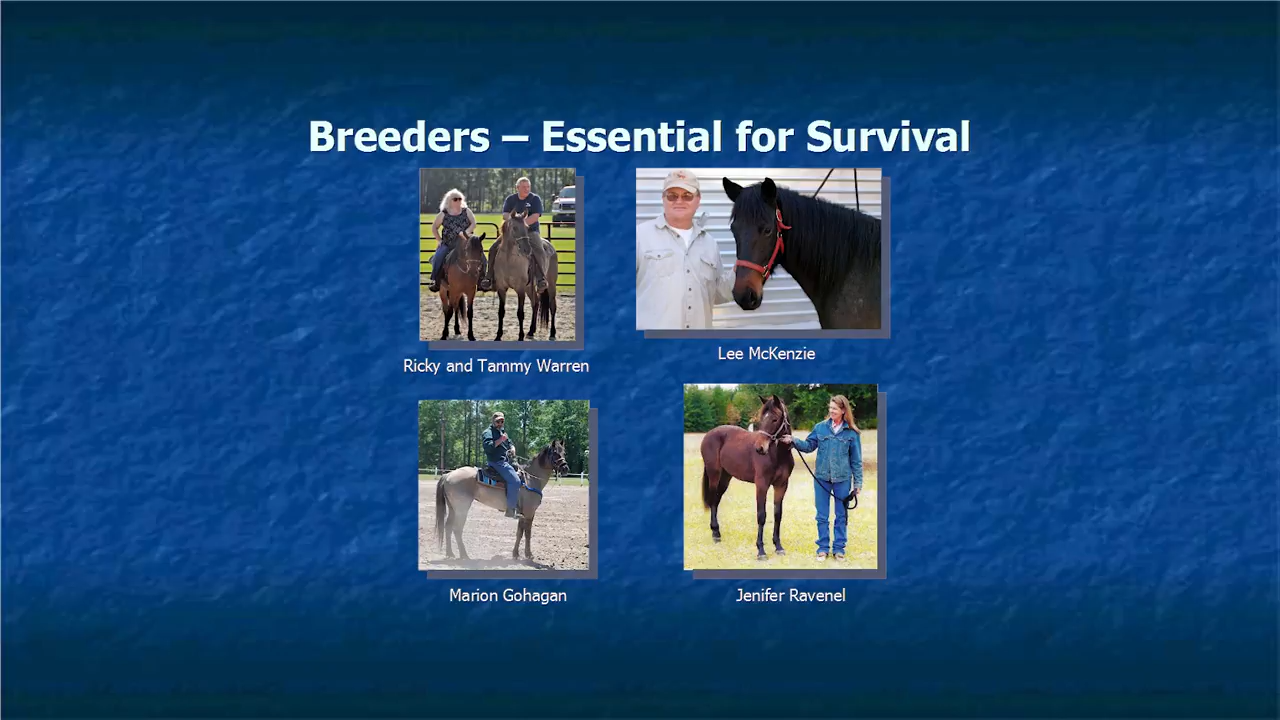 Breeders – Essential for Survival
Ricky and Tammy Warren
Lee McKenzie
Marion Gohagan
Jenifer Ravenel